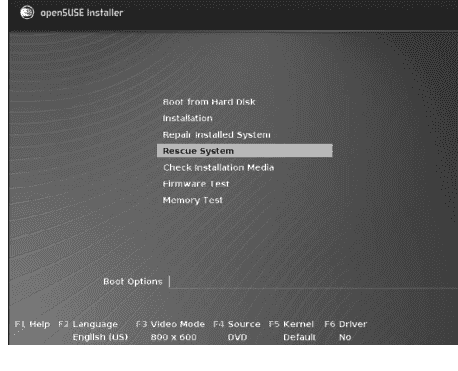 openSUSE Installer
Boot from Hard Disk
Installation
Repair Installed System
Rescue System
Check Installation Media
Firmware Test
Memory Test
Boot Options
F1 Help F2 Language F3 Video Mode F4 Source F5 Kernel F6 Driver
English (US) 800 x 600 DVD Default No